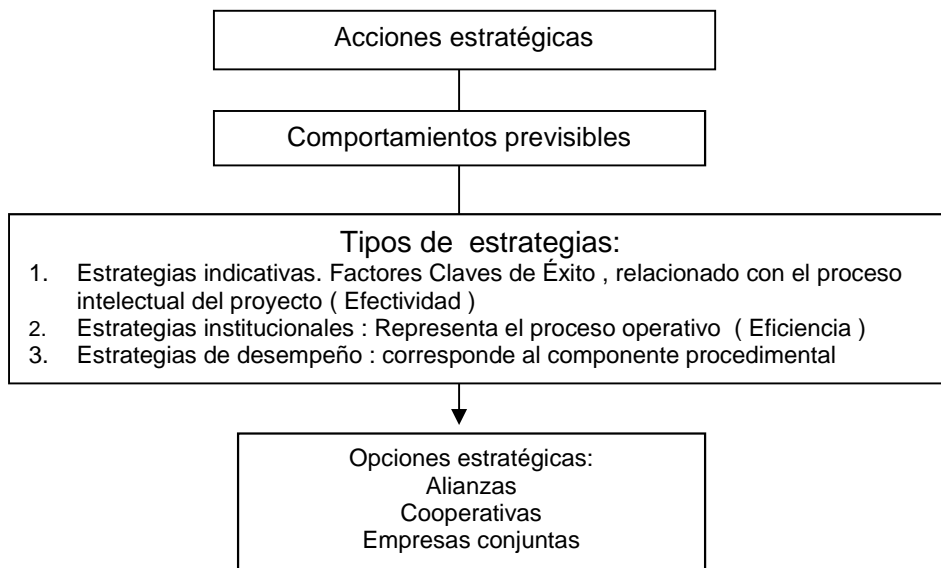 Acciones estratégicas
Comportamientos previsibles
Tipos de estrategias:
1. Estrategias indicativas. Factores Claves de Éxito , relacionado con el proceso
intelectual del proyecto ( Efectividad )
2. Estrategias institucionales : Representa el proceso operativo ( Eficiencia )
3. Estrategias de desempeño : corresponde al componente procedimental
Opciones estratégicas:
Alianzas
Cooperativas
Empresas conjuntas